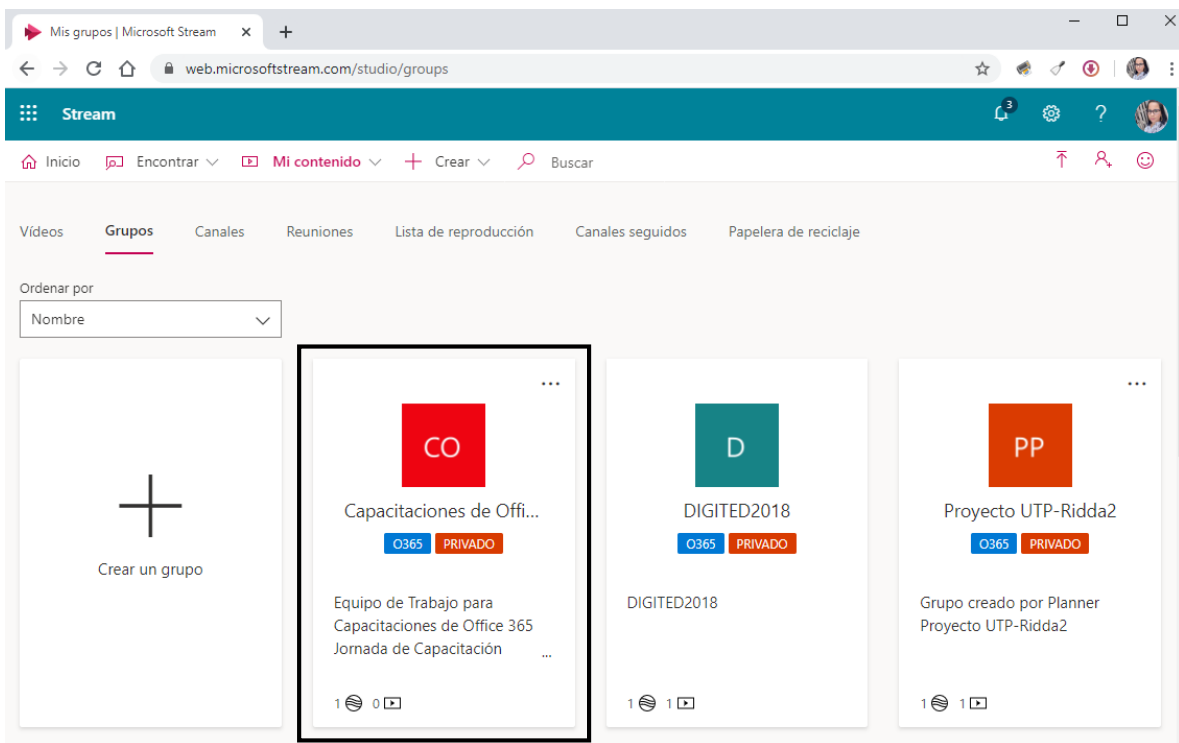 Mis grupos | Microsoft Stream
web.microsoftstream.com/studio/groups
Stream 3 ?
Inicio Encontrar Mi contenido Crear Buscar
Vídeos Grupos Canales Reuniones Lista de reproducción Canales seguidos Papelera de reciclaje
Ordenar por
Nombre
Crear un grupo
...
CO
Capacitaciones de Offi...
O365 PRIVADO
Equipo de Trabajo para
Capacitaciones de Office 365
Jornada de Capacitación ...
1 0
D
DIGITED2018
O365 PRIVADO
DIGITED2018
1 1
...
PP
Proyecto UTP-Ridda2
O365 PRIVADO
Grupo creado por Planner
Proyecto UTP-Ridda2
1 1